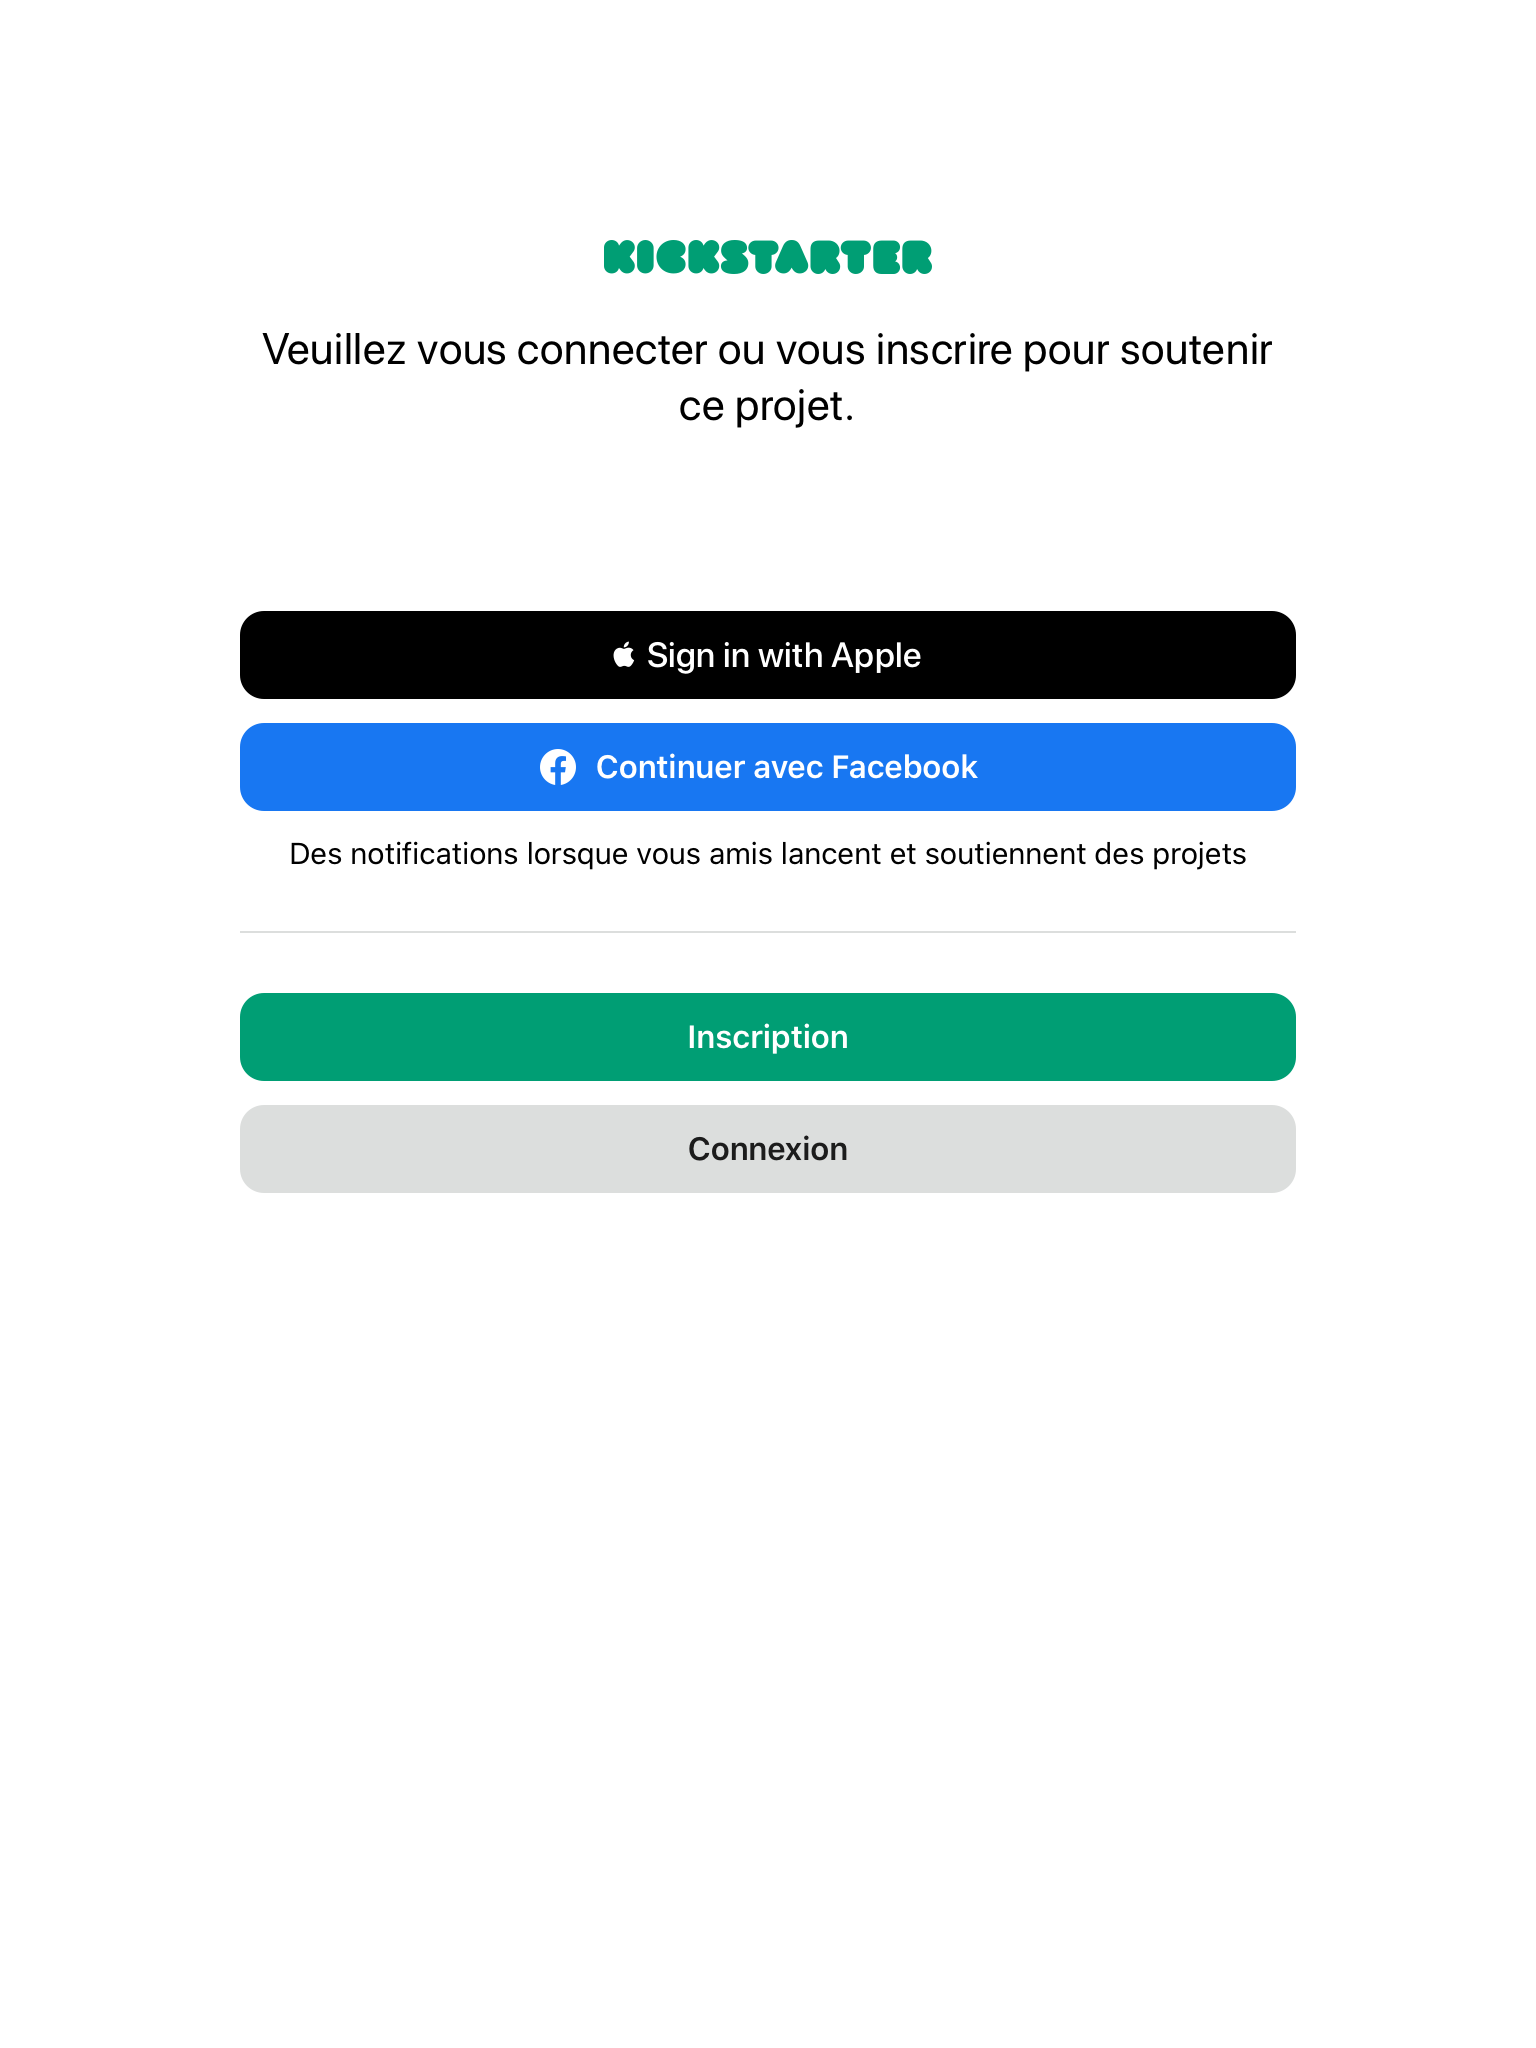 KICKSTARTER
Veuillez vous connecter ou vous inscrire pour soutenir
ce projet.
Sign in with Apple
Continuer avec Facebook
Des notifications lorsque vous amis lancent et soutiennent des projets
Inscription
Connexion